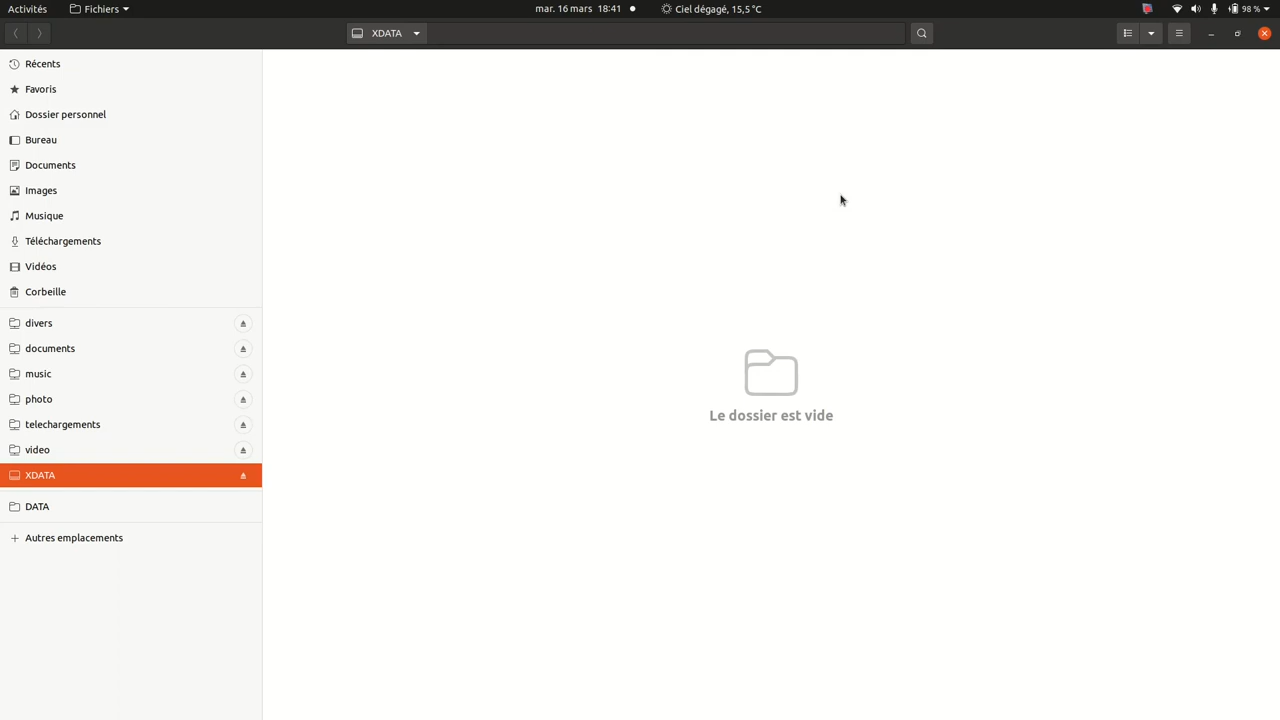 Activités Fichiers mar. 16 mars 18:41 Ciel dégagé, 15,5 °C 98 %
XDATA
Récents
Favoris
Dossier personnel
Bureau
Documents
Images
Musique
Téléchargements
Vidéos
Corbeille
divers
documents
music
photo
telechargements
video
XDATA
DATA
Autres emplacements
Le dossier est vide